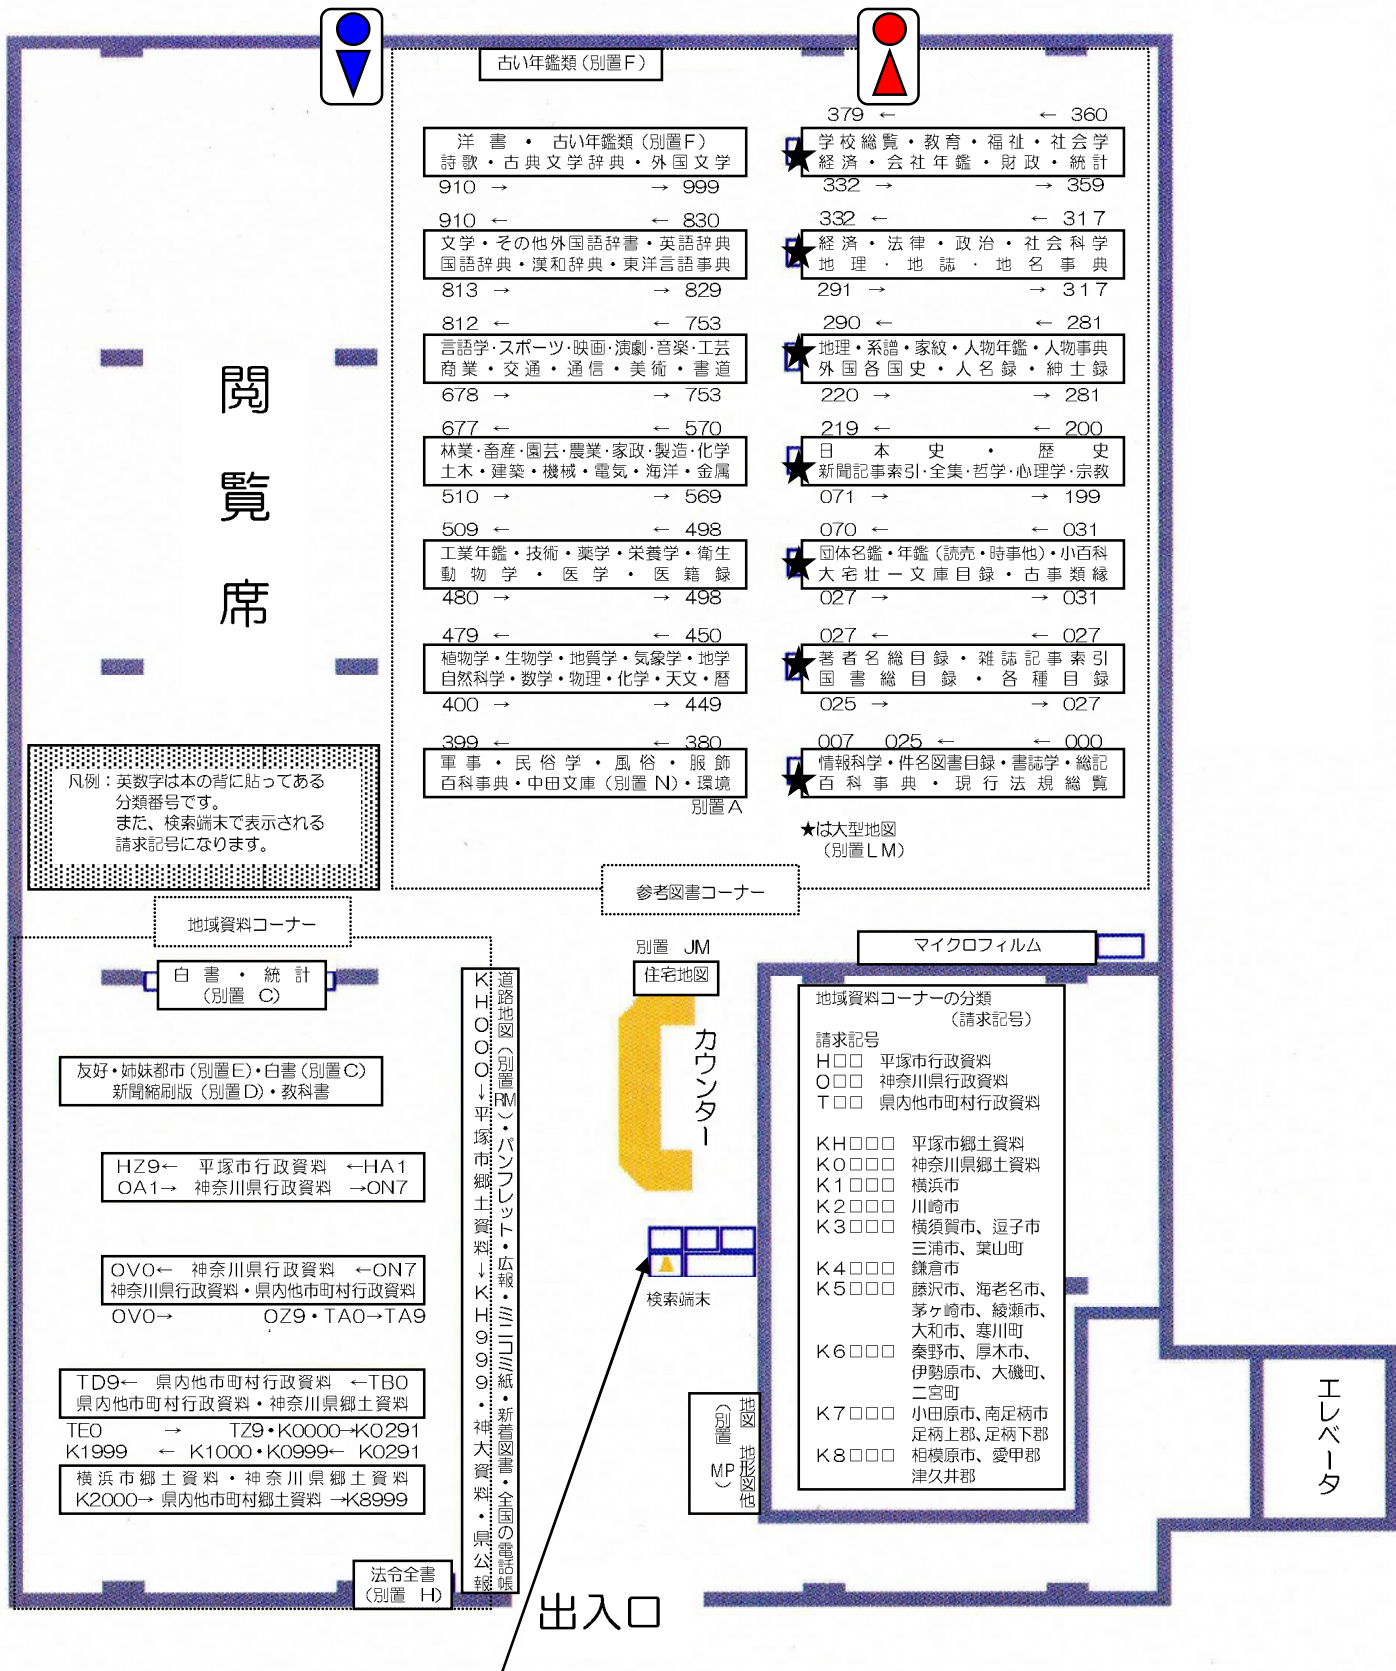 古い年鑑類(別置F)
洋書・古い年鑑類(別置F)
詩歌・古典文学辞典・外国文学
910 → → 999
910 ← ← 830
文学・その他外国語辞書・英語辞典
国語辞典・漢和辞典・東洋言語事典
813 → → 829
812 ← ← 753
言語学・スポーツ・映画・演劇・音楽・工芸
商業・交通・通信・美術・書道
678 → → 753
677 ← ← 570
林業・畜産・園芸・農業・家政・製造・化学
土木・建築・機械・電気・海洋・金属
510 → → 569
509 ← ← 498
工業年鑑・技術・薬学・栄養学・衛生
動物学・医学・医籍録
480 → → 498
479 ← ← 450
植物学・生物学・地質学・気象学・地学
自然科学・数学・物理・化学・天文・暦
400 → → 449
399 ← ← 380
軍事・民俗学・風俗・服飾
百科事典・中田文庫(別置N)・環境
別置A
379 ← ← 360
学校総覧・教育・福祉・社会学
★経済・会社年鑑・財政・統計
332 → → 359
332 ← ← 317
★経済・法律・政治・社会科学
地理・地誌・地名事典
291 → → 317
290 ← ← 281
★地理・系譜・家紋・人物年鑑・人物事典
外国各国史・人名録・紳士録
220 → → 281
219 ← ← 200
日本史・歴史
★新聞記事索引・全集・哲学・心理学・宗教
071 → → 199
070 ← ← 031
団体名鑑・年鑑(読売・時事他)・小百科
★大宅壮一文庫目録・古事類縁
027 → → 031
027 ← ← 027
★著者名総目録・雑誌記事索引
国書総目録・各種目録
025 → → 027
007 025 ← ← 000
情報科学・件名図書目録・書誌学・総記
★百科事典・現行法規総覧
★は大型地図
(別置LM)
参考図書コーナー
閲覧席
凡例:英数字は本の背に貼ってある
分類番号です。
また、検索端末で表示される
請求記号になります。
地域資料コーナー
白書・統計
(別置 C)
友好・姉妹都市(別置E)・白書(別置C)
新聞縮刷版(別置D)・教科書
HZ9← 平塚市行政資料 ←HA1
OA1→ 神奈川県行政資料 →ON7
OV0← 神奈川県行政資料 ←ON7
神奈川県行政資料・県内他市町村行政資料
OV0→ OZ9・TA0→TA9
TD9← 県内他市町村行政資料 ←TB0
県内他市町村行政資料・神奈川県郷土資料
TE0 → TZ9・K0000→K0291
K1999 ← K1000・K0999← K0291
横浜市郷土資料・神奈川県郷土資料
K2000→ 県内他市町村郷土資料 →K8999
法令全書
(別置 H)
道路地図(別置RM)・パンフレット・広報・ミニコミ紙・新着図書・全国の電話帳
KH000→平塚市郷土資料→KH999・神大資料・県公報
別置 JM
住宅地図
カウンター
検索端末
地図 地形図他
(別置 MP)
出入口
マイクロフィルム
地域資料コーナーの分類
(請求記号)
請求記号
H□□ 平塚市行政資料
O□□ 神奈川県行政資料
T□□ 県内他市町村行政資料
KH□□□ 平塚市郷土資料
K0□□□ 神奈川県郷土資料
K1□□□ 横浜市
K2□□□ 川崎市
K3□□□ 横須賀市、逗子市
三浦市、葉山町
K4□□□ 鎌倉市
K5□□□ 藤沢市、海老名市、
茅ヶ崎市、綾瀬市、
大和市、寒川町
K6□□□ 秦野市、厚木市、
伊勢原市、大磯町、
二宮町
K7□□□ 小田原市、南足柄市
足柄上郡、足柄下郡
K8□□□ 相模原市、愛甲郡
津久井郡
エレベータ